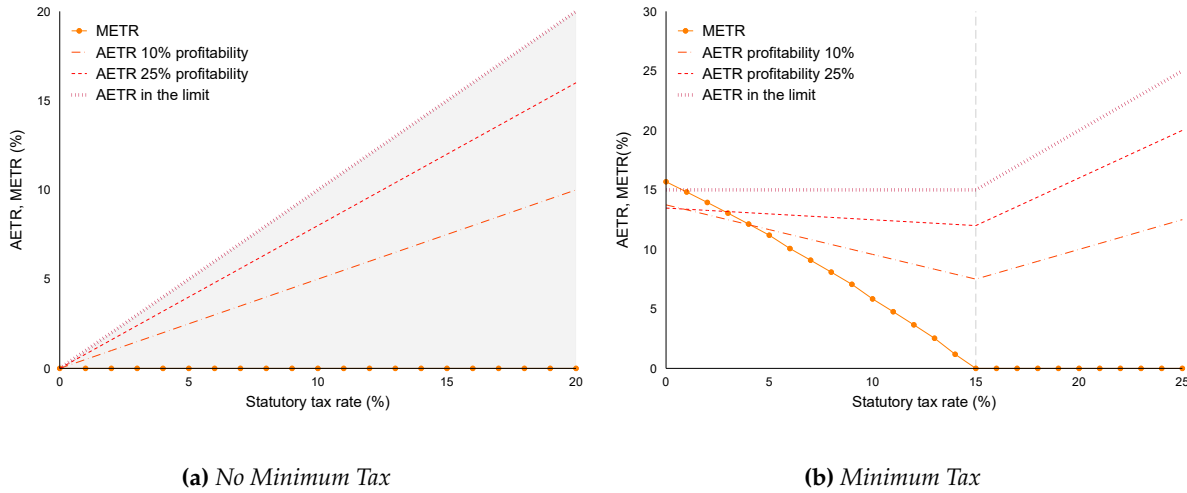 20
15
10
5
0
AETR, METR (%)
METR
AETR 10% profitability
AETR 25% profitability
AETR in the limit
0 5 10 15 20
Statutory tax rate (%)
(a) No Minimum Tax
30
25
20
15
10
5
0
AETR, METR(%)
METR
AETR profitability 10%
AETR profitability 25%
AETR in the limit
0 5 10 15 20 25
Statutory tax rate (%)
(b) Minimum Tax